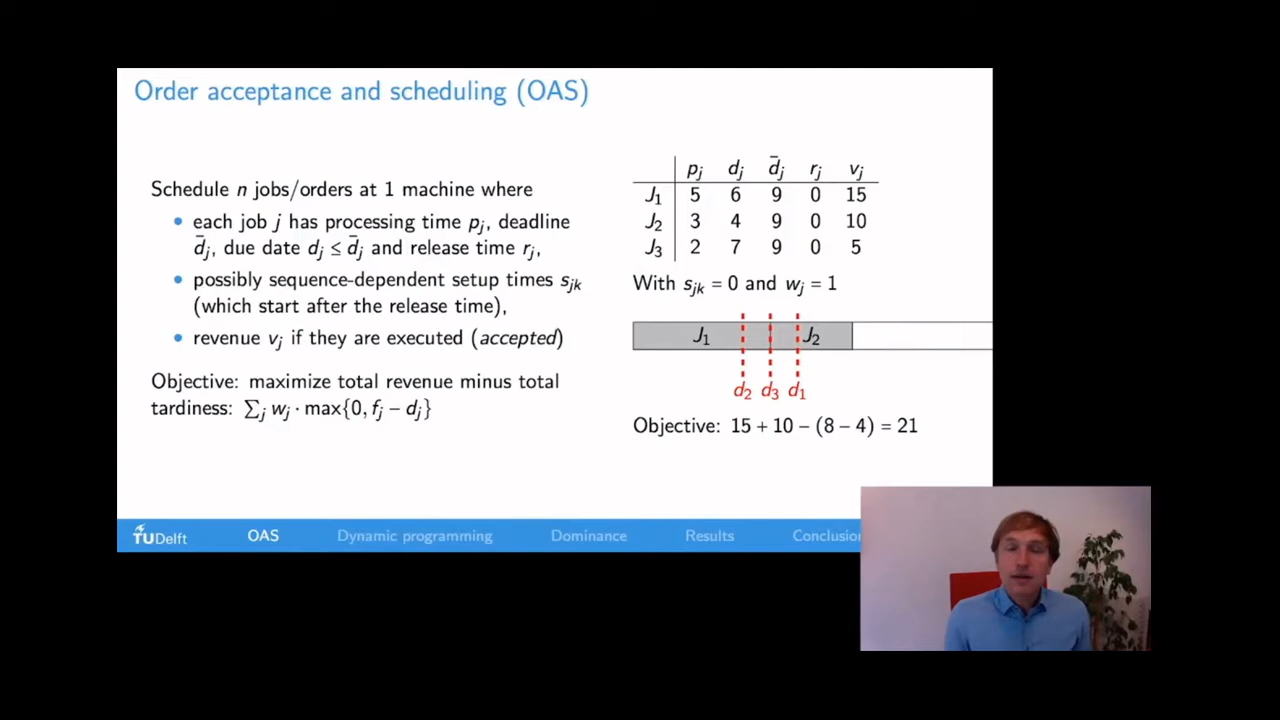 Order acceptance and scheduling (OAS)
Schedule n jobs/orders at 1 machine where
• each job j has processing time pⱼ, deadline
d̄ⱼ, due date dⱼ ≤ d̄ⱼ and release time rⱼ,
• possibly sequence-dependent setup times sⱼₖ
(which start after the release time),
• revenue vⱼ if they are executed (accepted)
Objective: maximize total revenue minus total
tardiness: ∑ⱼ wⱼ · max{0, fⱼ − dⱼ}
pⱼ dⱼ d̄ⱼ rⱼ vⱼ
J₁ 5 6 9 0 15
J₂ 3 4 9 0 10
J₃ 2 7 9 0 5
With sⱼₖ = 0 and wⱼ = 1
J₁ J₂
d₂ d₃ d₁
Objective: 15 + 10 − (8 − 4) = 21
TUDelft OAS Dynamic programming Dominance Results Conclusion